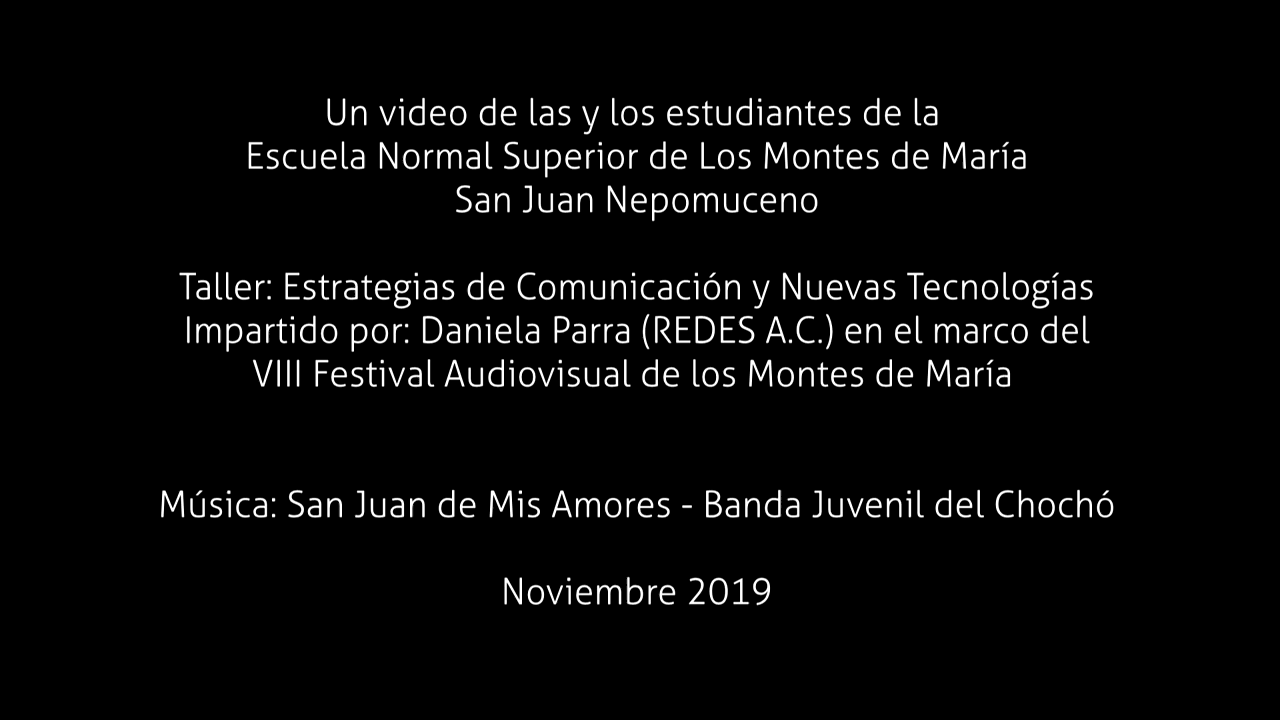 Un video de las y los estudiantes de la
Escuela Normal Superior de Los Montes de María
San Juan Nepomuceno
Taller: Estrategias de Comunicación y Nuevas Tecnologías
Impartido por: Daniela Parra (REDES A.C.) en el marco del
VIII Festival Audiovisual de los Montes de María
Música: San Juan de Mis Amores - Banda Juvenil del Chochó
Noviembre 2019